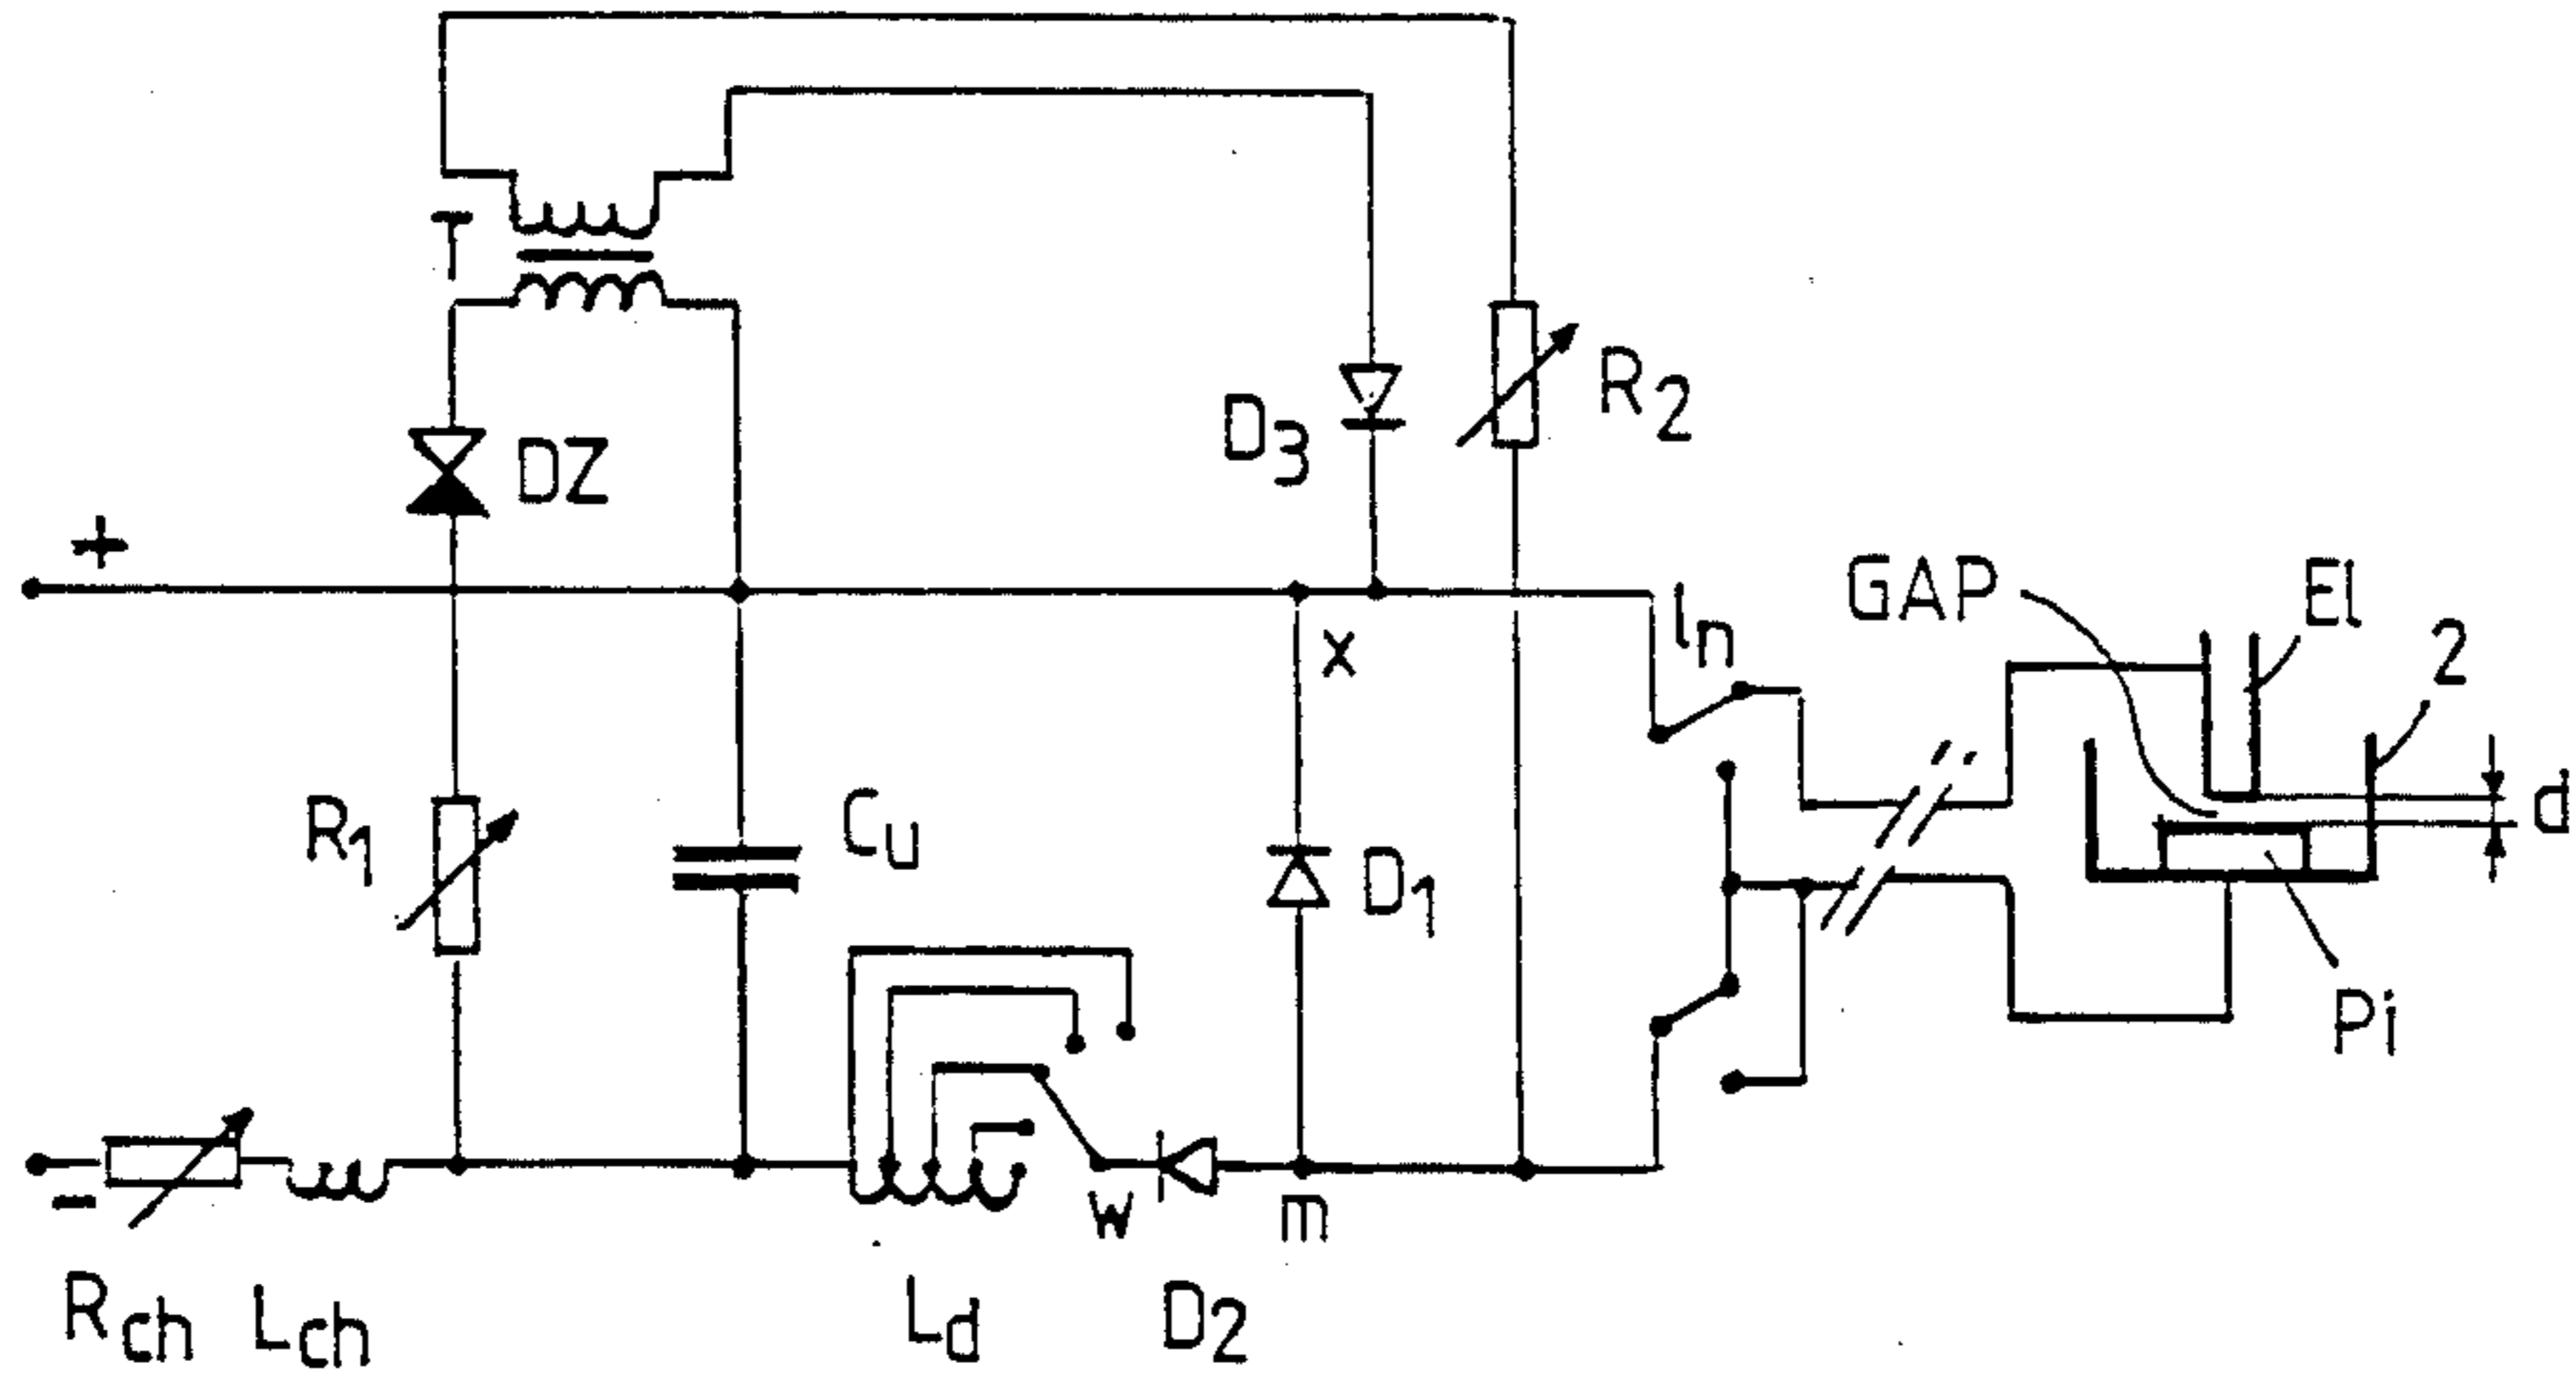 T
DZ
D3
R2
+
x
In
GAP
El
2
R1
Cu
D1
d
Pi
-
w
m
Rch
Lch
Ld
D2